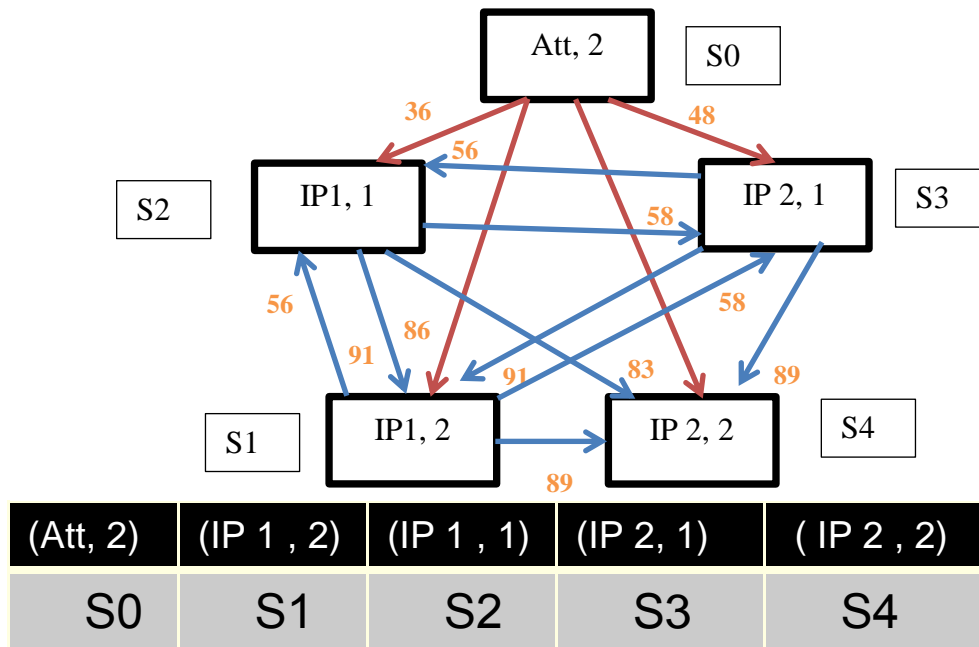 Att, 2
S0
36
48
56
IP1, 1
IP 2, 1
S2
S3
58
56
58
86
91
91
83
89
IP1, 2
IP 2, 2
S1
S4
89
(Att, 2) (IP 1 , 2) (IP 1 , 1) (IP 2, 1) ( IP 2 , 2)
S0 S1 S2 S3 S4